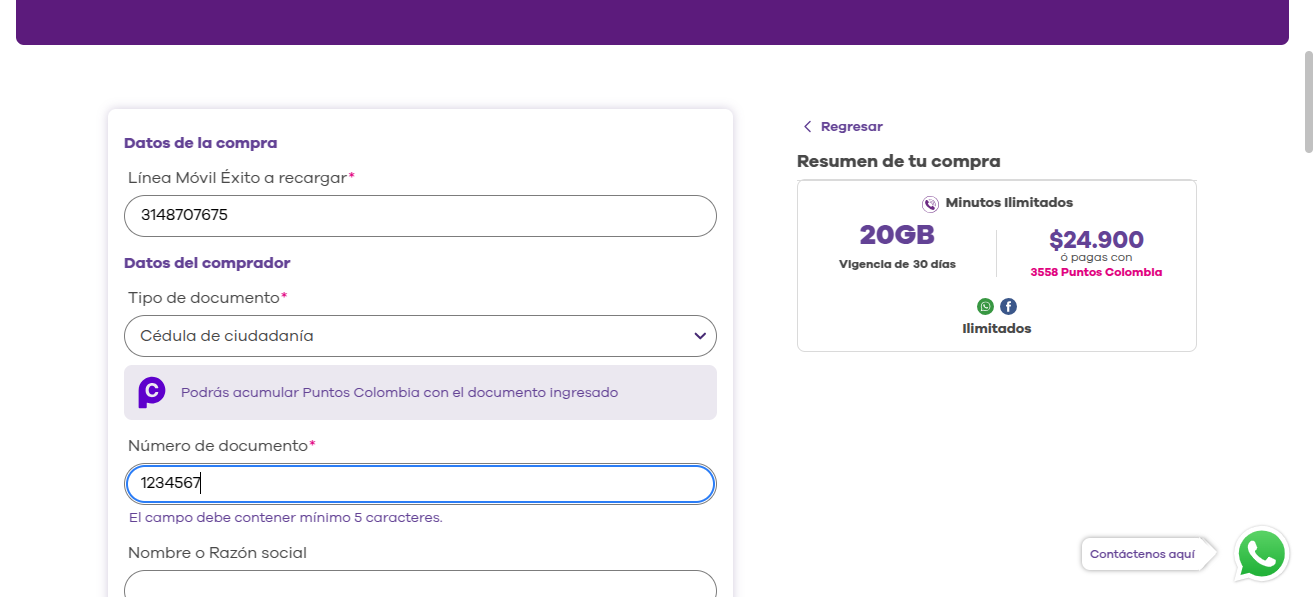 Datos de la compra
Línea Móvil Éxito a recargar*
3148707675
Datos del comprador
Tipo de documento*
Cédula de ciudadanía
Podrás acumular Puntos Colombia con el documento ingresado
Número de documento*
1234567
El campo debe contener mínimo 5 caracteres.
Nombre o Razón social
Regresar
Resumen de tu compra
Minutos Ilimitados
20GB
Vigencia de 30 días
$24.900
ó pagas con
3558 Puntos Colombia
Ilimitados
Contáctenos aquí